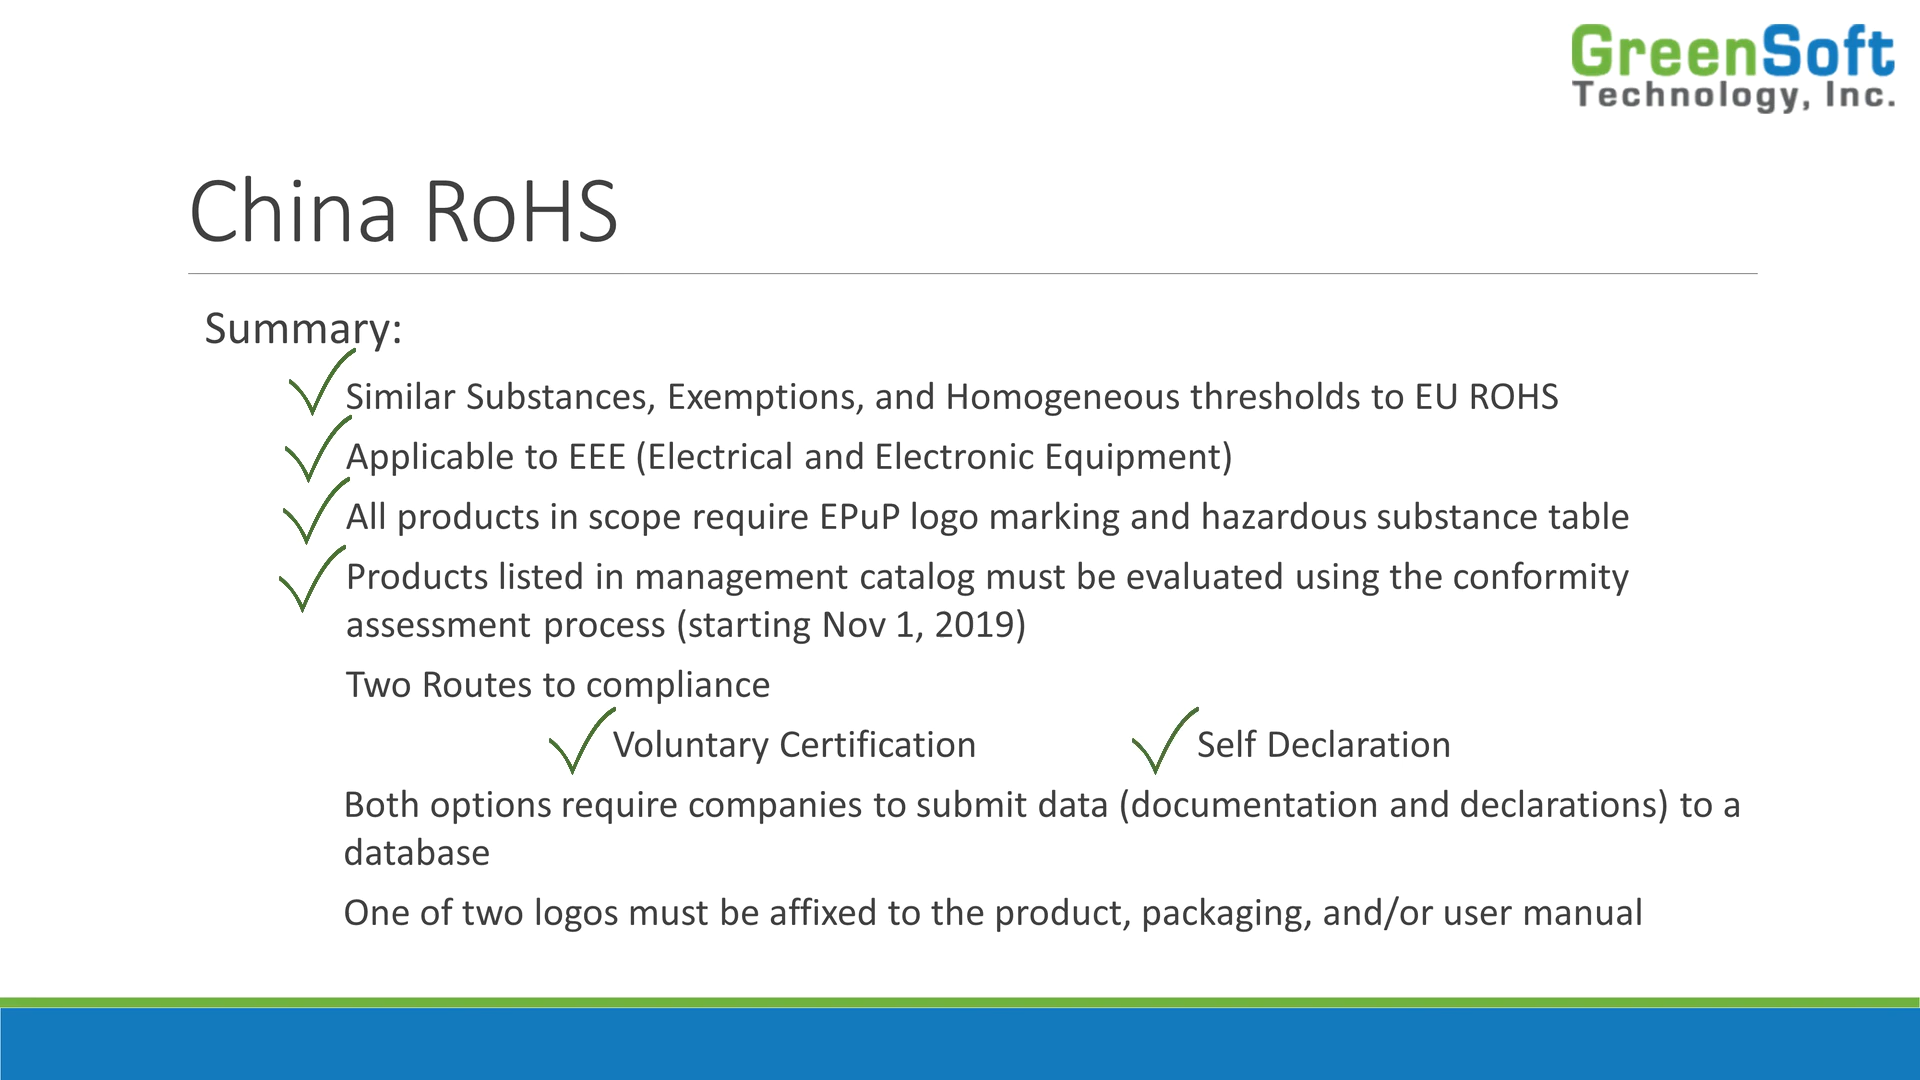 GreenSoft
Technology, Inc.
China RoHS
Summary:
Similar Substances, Exemptions, and Homogeneous thresholds to EU ROHS
Applicable to EEE (Electrical and Electronic Equipment)
All products in scope require EPuP logo marking and hazardous substance table
Products listed in management catalog must be evaluated using the conformity
assessment process (starting Nov 1, 2019)
Two Routes to compliance
Voluntary Certification
Self Declaration
Both options require companies to submit data (documentation and declarations) to a
database
One of two logos must be affixed to the product, packaging, and/or user manual